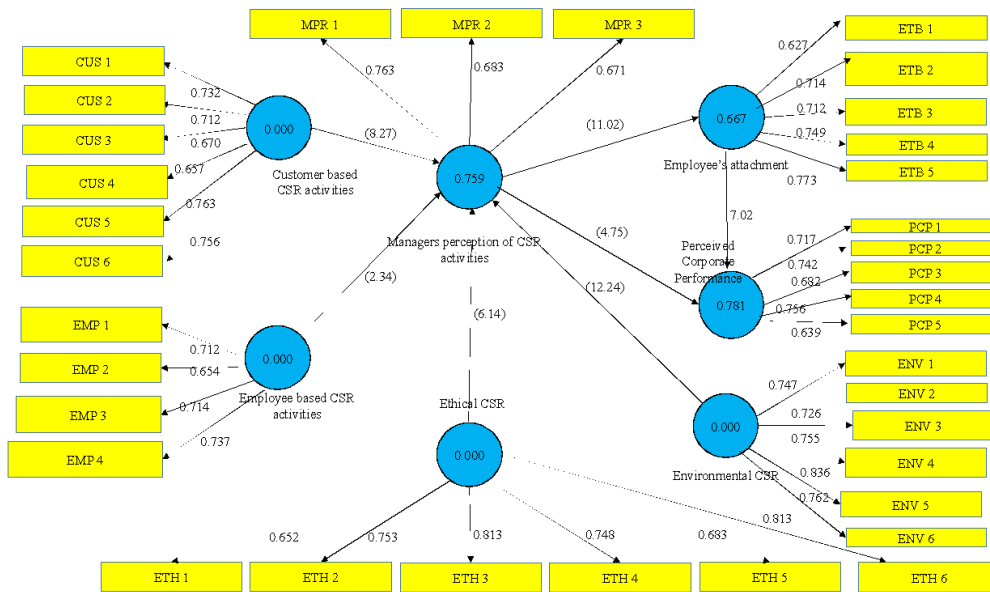 MPR 1
MPR 2
MPR 3
ETB 1
0.627
CUS 1
0.763
0.683
0.671
ETB 2
0.714
0.732
CUS 2
0.712
ETB 3
0.712
0.000
(8.27)
(11.02)
0.667
CUS 3
0.670
0.749
ETB 4
0.657
Customer based
CSR activities
0.759
Employee's attachment
0.773
ETB 5
CUS 4
0.763
CUS 5
7.02
0.756
CUS 6
Managers perception of CSR
activities
(4.75)
Perceived
Corporate
Performance
0.717
PCP 1
0.742
PCP 2
0.682
PCP 3
(2.34)
(12.24)
0.781
0.756
PCP 4
0.639
PCP 5
EMP 1
(6.14)
0.712
EMP 2
0.654
0.000
ENV 1
0.747
ENV 2
EMP 3
0.714
Employee based CSR
activities
Ethical CSR
0.726
ENV 3
0.000
0.755
EMP 4
0.737
0.000
Environmental CSR
0.836
ENV 4
0.762
ENV 5
0.652
0.753
0.813
0.748
0.683
0.813
ENV 6
ETH 1
ETH 2
ETH 3
ETH 4
ETH 5
ETH 6